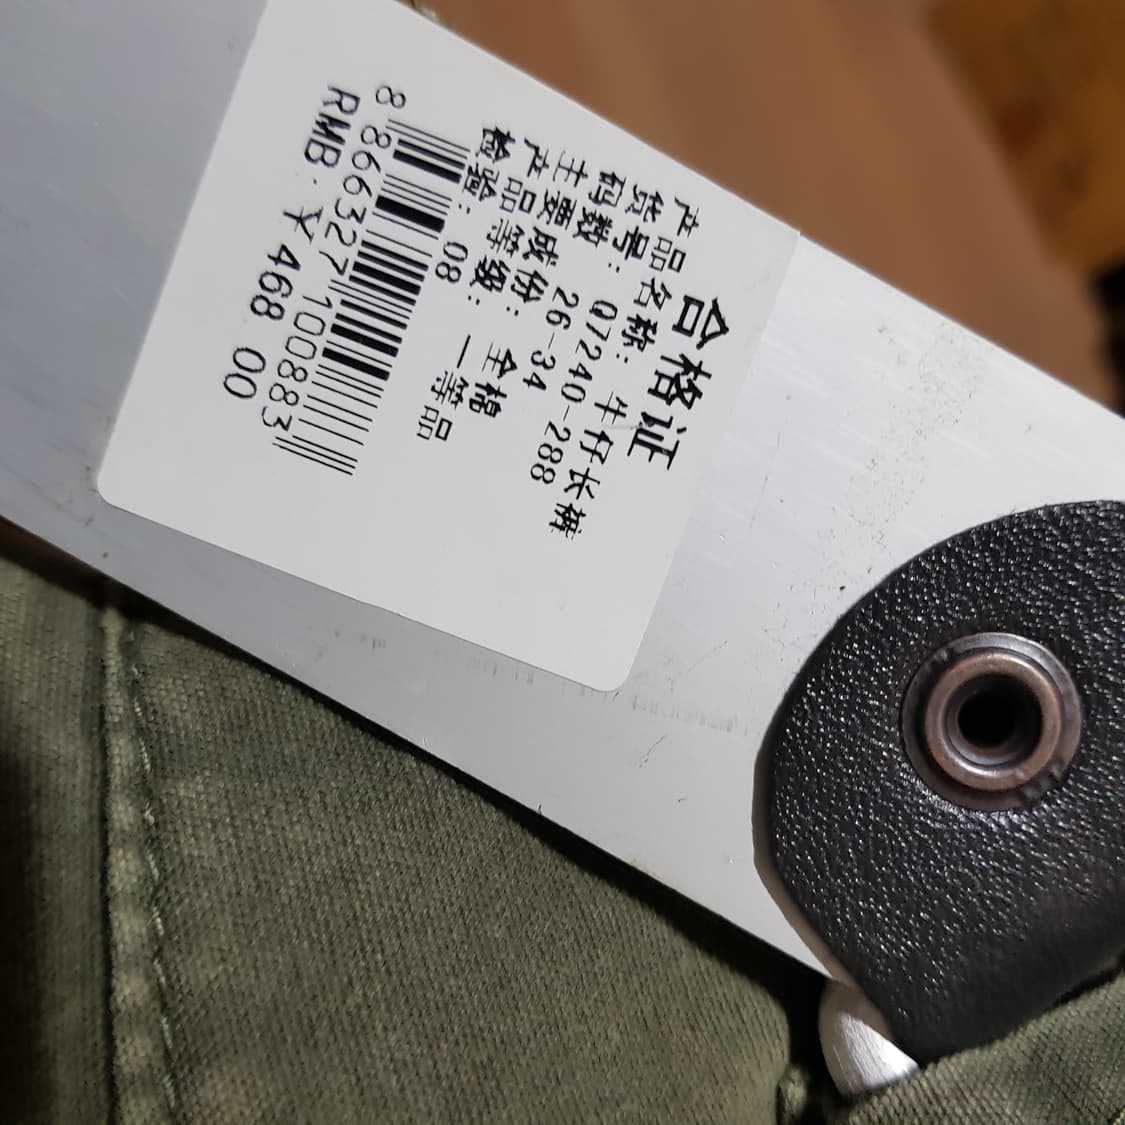 合格证
产品名称: 牛仔长裤
货号: Q7240-288
码数: 26-34
主要成份: 全棉
产品等级: 一等品
检验: 08
8 866327 100883
RMB:￥468 00